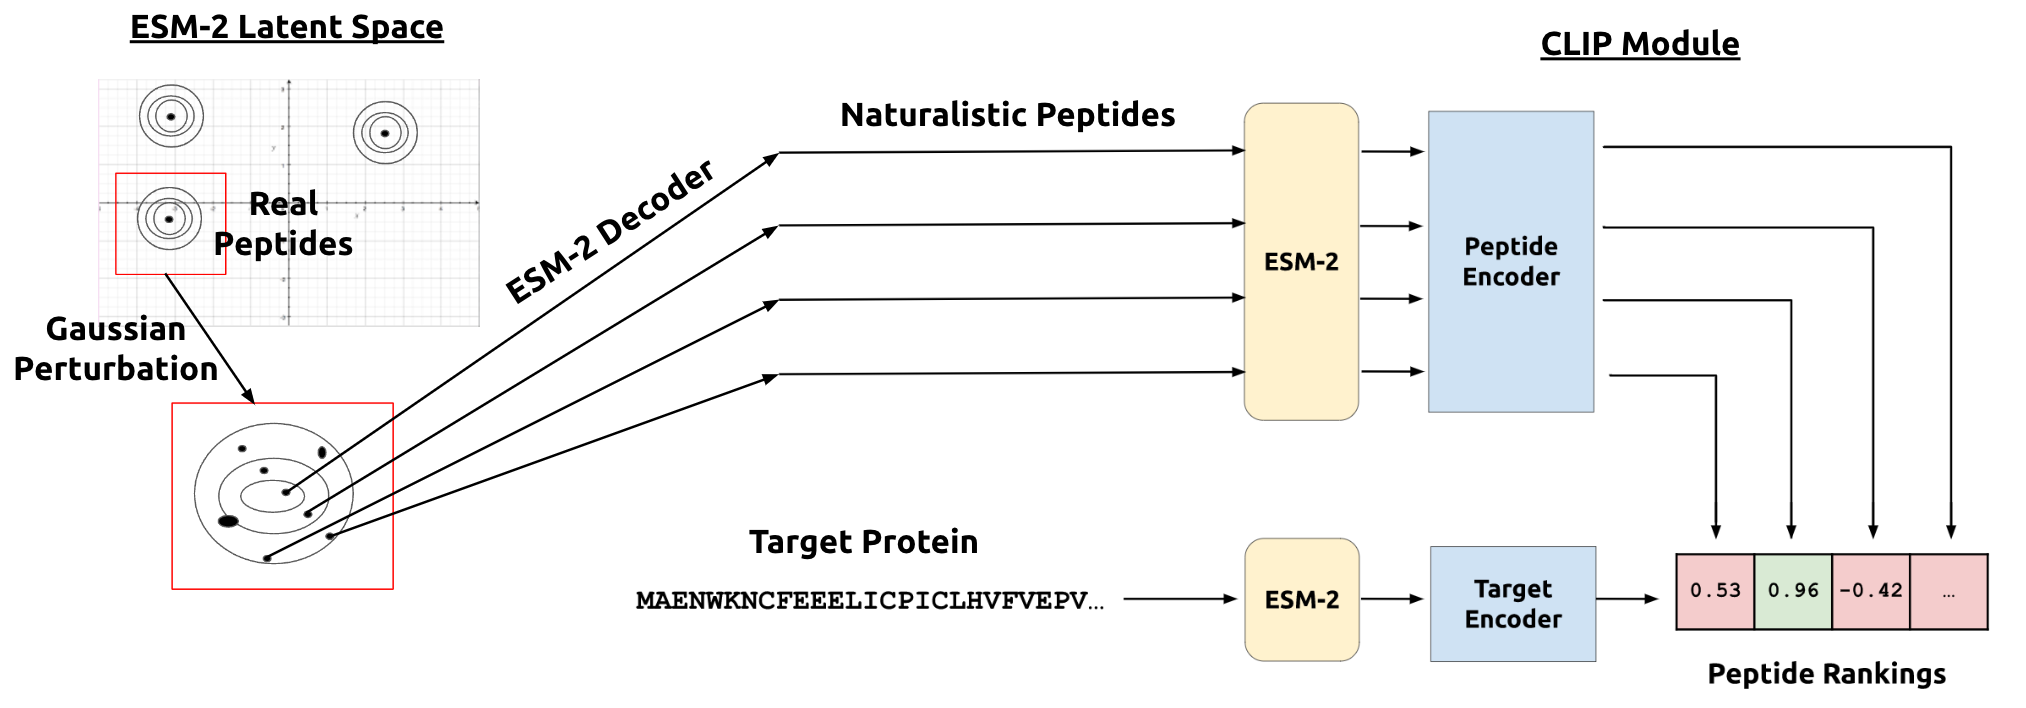 ESM-2 Latent Space
CLIP Module
Naturalistic Peptides
ESM-2 Decoder
Real
Peptides
Gaussian
Perturbation
ESM-2
Peptide
Encoder
Target Protein
MAENWKNCFEEELICPICLHVFVEPV...
ESM-2
Target
Encoder
0.53 0.96 -0.42 ...
Peptide Rankings